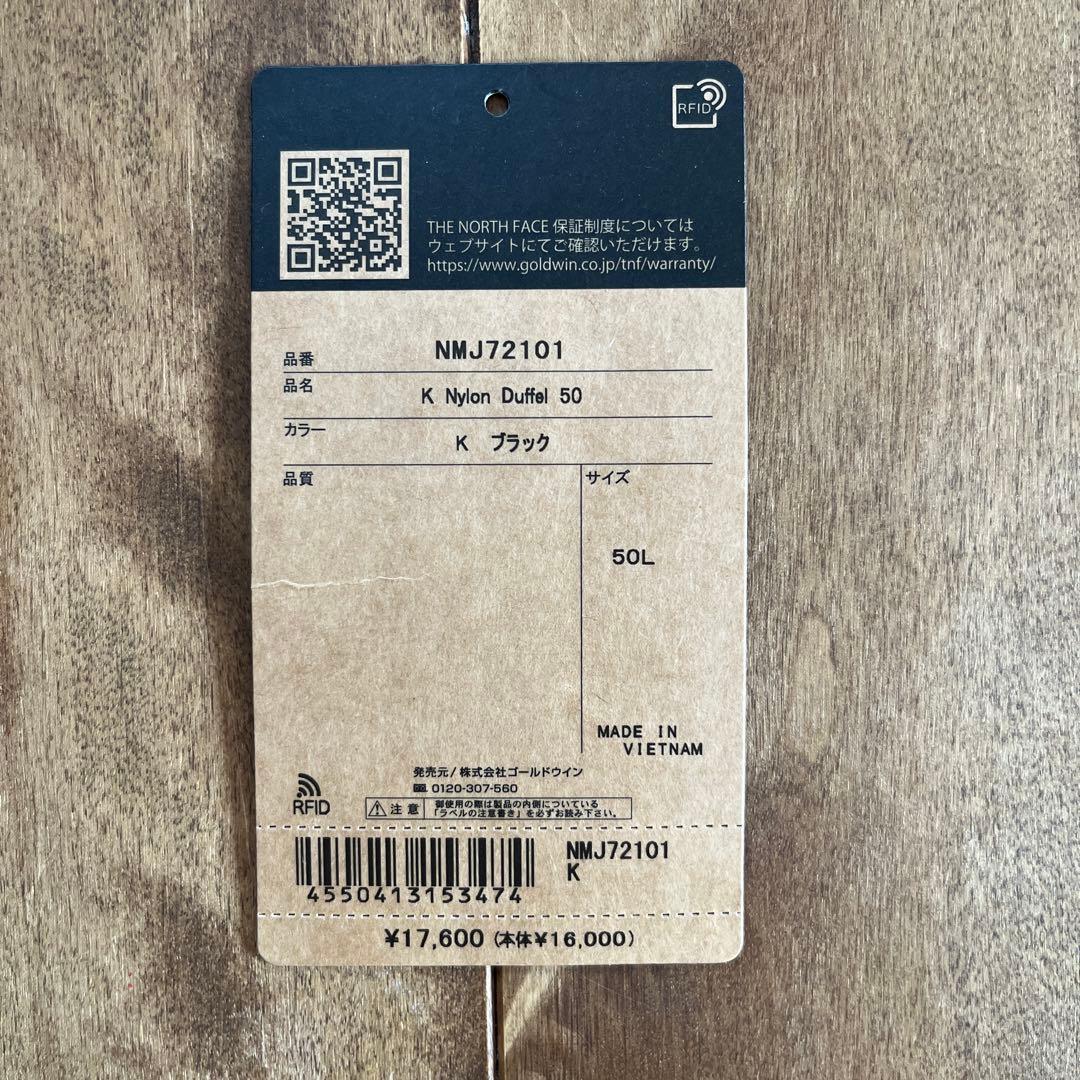 RFID
THE NORTH FACE 保証制度については
ウェブサイトにてご確認いただけます。
https://www.goldwin.co.jp/tnf/warranty/
品番 NMJ72101
品名 K Nylon Duffel 50
カラー K ブラック
品質
サイズ
50L
MADE IN
VIETNAM
発売元/株式会社ゴールドウイン
0120-307-560
RFID
注意
御使用の際は製品の内側についている
「ラベルの注意書き」を必ずお読み下さい。
4550413153474
NMJ72101
K
¥17,600 (本体¥16,000)